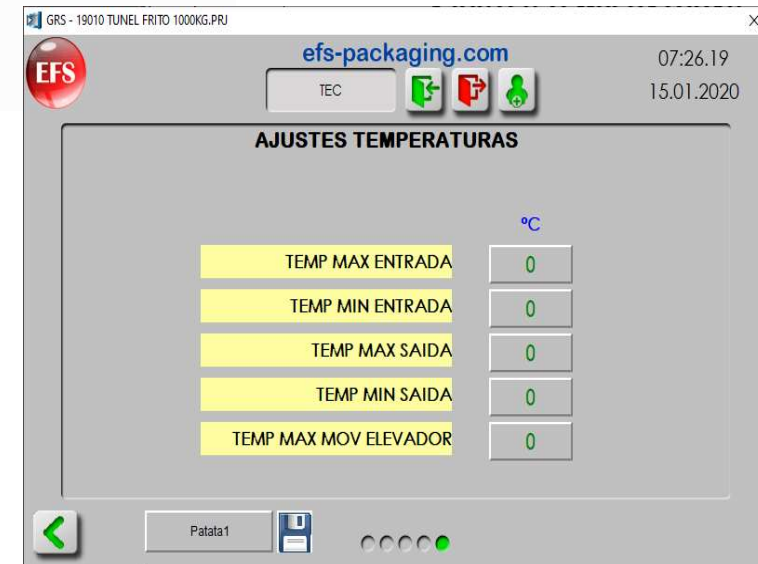 GRS - 19010 TUNEL FRITO 1000KG.PRJ
X
EFS
efs-packaging.com
07:26.19
TEC
15.01.2020
AJUSTES TEMPERATURAS
ºC
TEMP MAX ENTRADA 0
TEMP MIN ENTRADA 0
TEMP MAX SAIDA 0
TEMP MIN SAIDA 0
TEMP MAX MOV ELEVADOR 0
Patata1